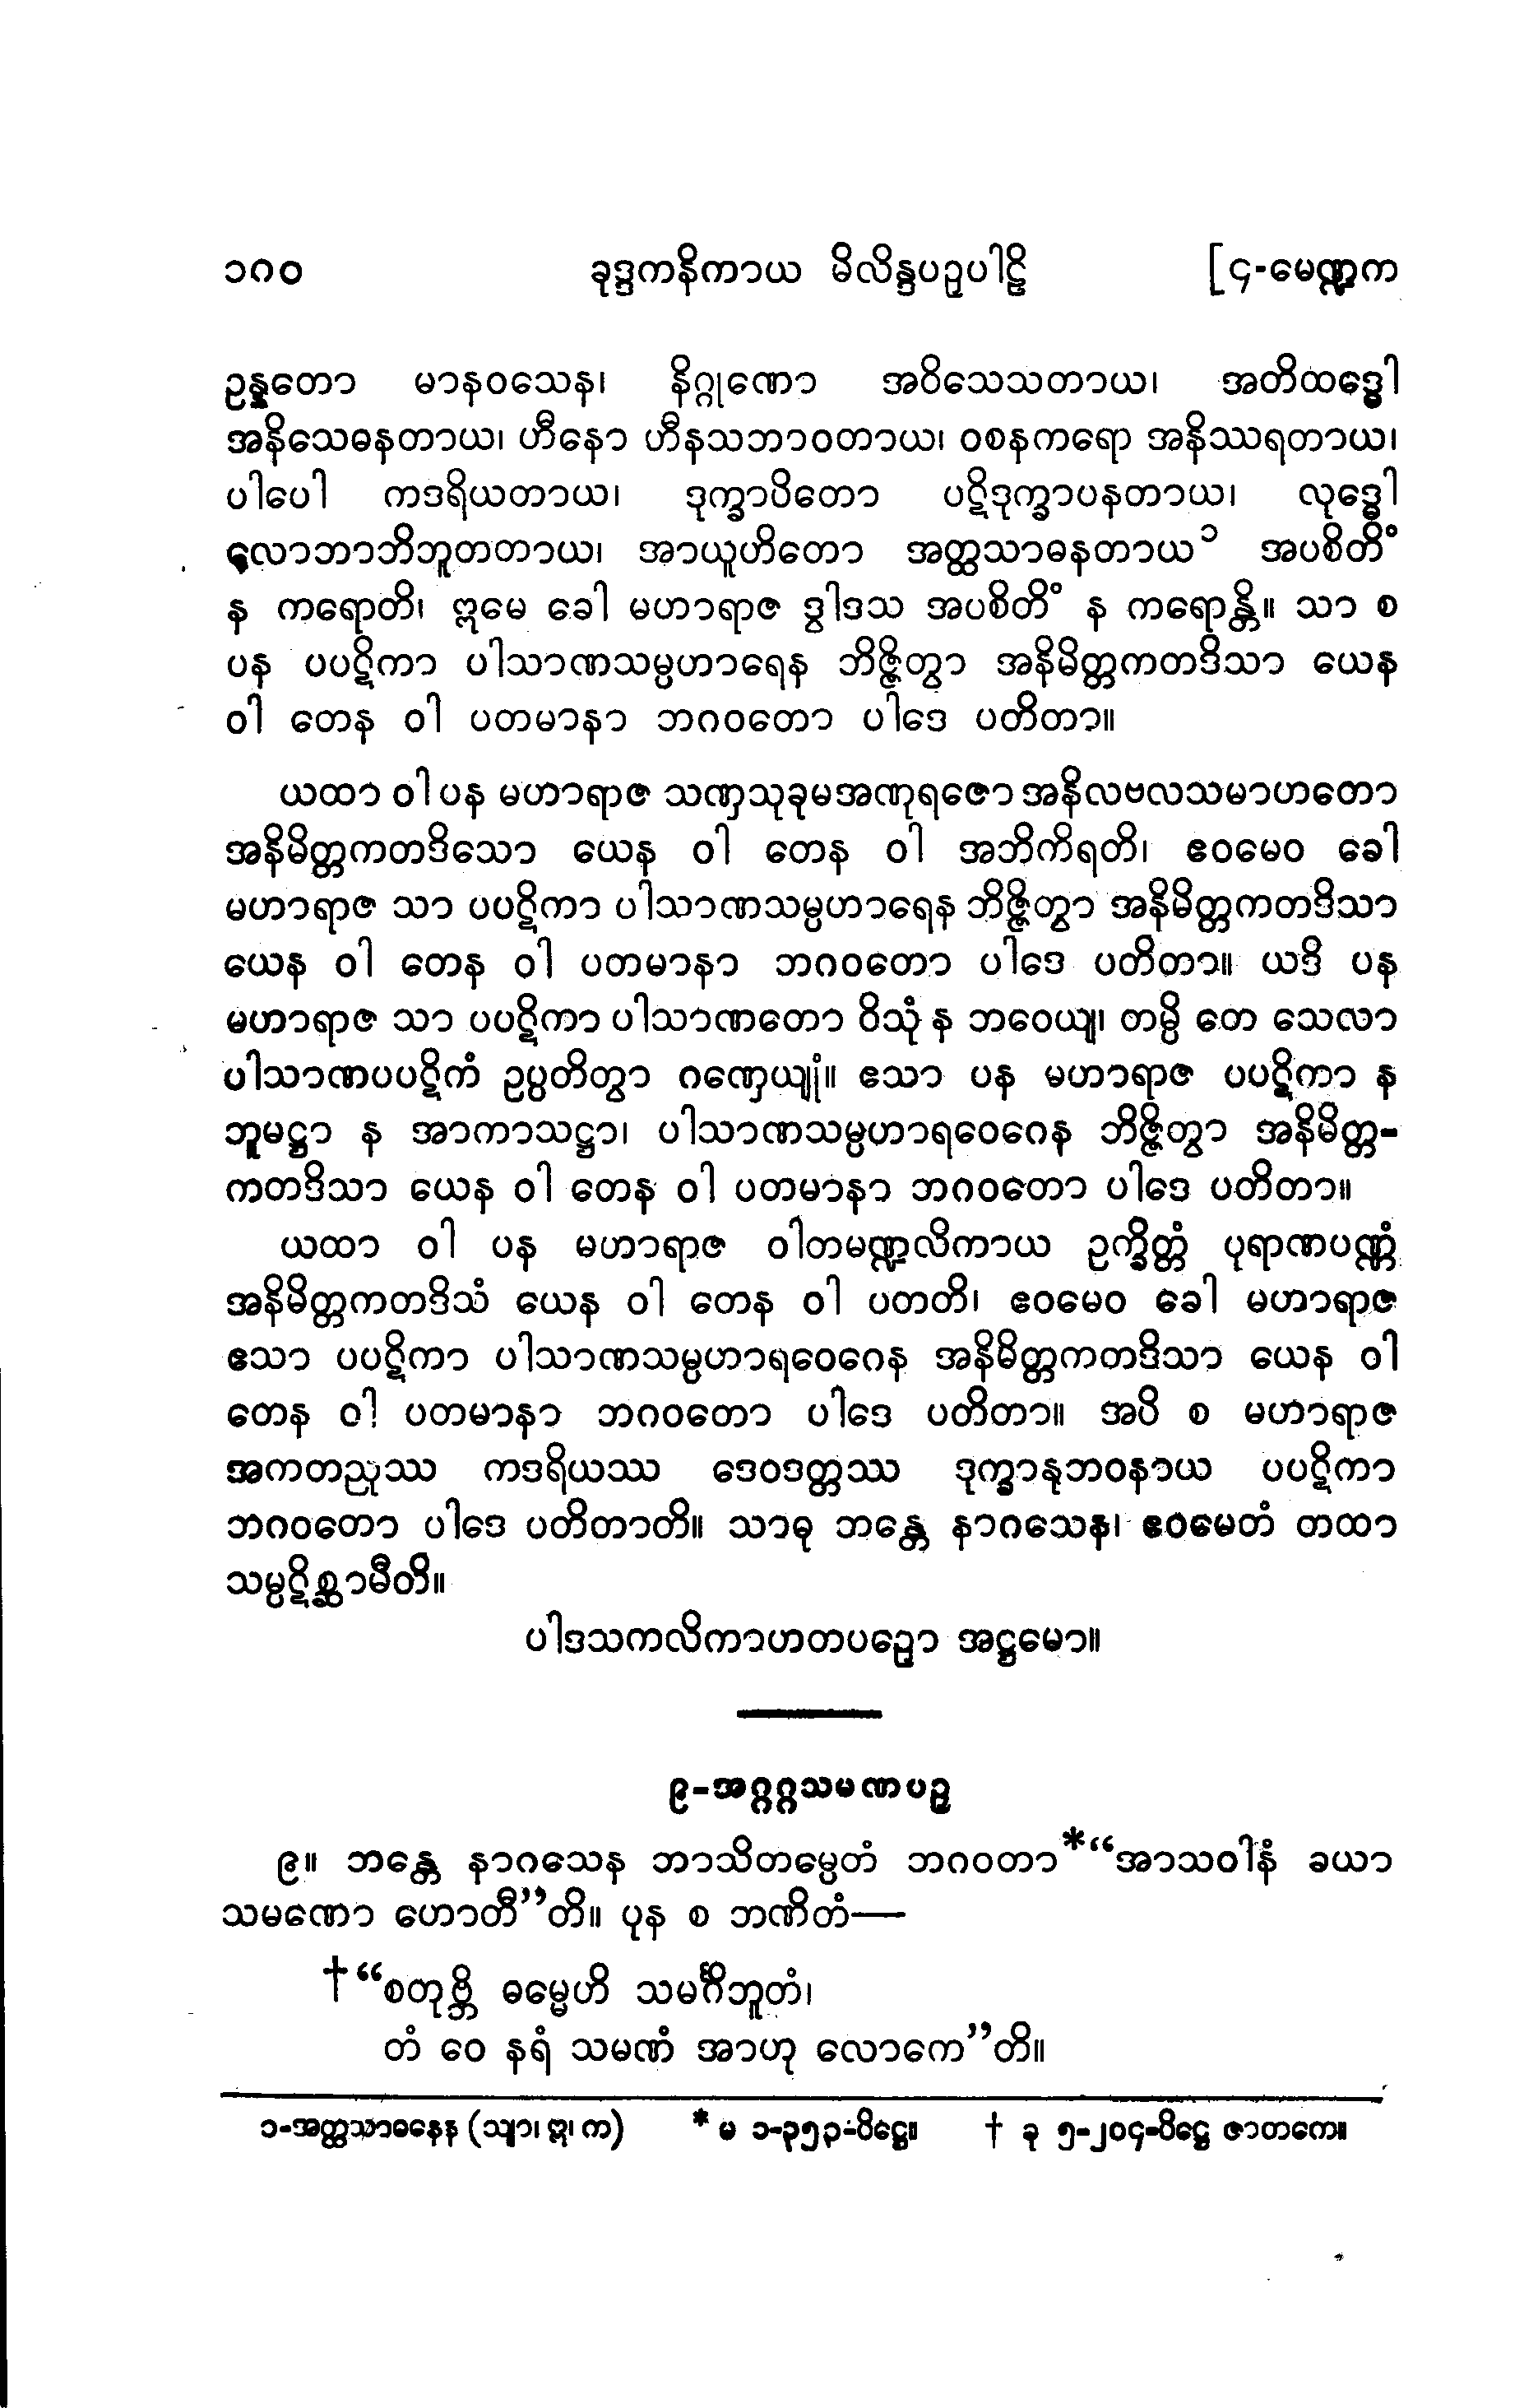 ၁၈၀ ခုဒ္ဒကနိကာယ မိလိန္ဒပဉှပါဠိ [၄-မေဏ္ဍက
ဥန္နတော မာနဝသေန၊ နိဂ္ဂုဏော အဝိသေသတာယ၊ အတိထဒ္ဓေါ
အနိသေဓနတာယ၊ ဟီနော ဟီနသဘာဝတာယ၊ ဝစနကရော အနိဿရတာယ၊
ပါပေါ ကဒရိယတာယ၊ ဒုက္ခာပိတော ပဋိဒုက္ခာပနတာယ၊ လုဒ္ဓေါ
လောဘာဘိဘူတတာယ၊ အာယူဟိတော အတ္ထသာဓနတာယ၁ အပစိတိံ
န ကရောတိ၊ ဣမေ ခေါ မဟာရာဇ ဒွါဒသ အပစိတိံ န ကရောန္တိ။ သာ စ
ပန ပပဋိကာ ပါသာဏသမ္ပဟာရေန ဘိဇ္ဇိတွာ အနိမိတ္တကတဒိသာ ယေန
ဝါ တေန ဝါ ပတမာနာ ဘဂဝတော ပါဒေ ပတိတာ။
ယထာ ဝါ ပန မဟာရာဇ သဏှသုခုမအဏုရဇော အနိလဗလသမာဟတော
အနိမိတ္တကတဒိသော ယေန ဝါ တေန ဝါ အဘိကိရတိ၊ ဧဝမေဝ ခေါ
မဟာရာဇ သာ ပပဋိကာ ပါသာဏသမ္ပဟာရေန ဘိဇ္ဇိတွာ အနိမိတ္တကတဒိသာ
ယေန ဝါ တေန ဝါ ပတမာနာ ဘဂဝတော ပါဒေ ပတိတာ။ ယဒိ ပန
မဟာရာဇ သာ ပပဋိကာ ပါသာဏတော ဝိသုံ န ဘဝေယျ၊ တမ္ပိ တေ သေလာ
ပါသာဏပပဋိကံ ဥပ္ပတိတွာ ဂဏှေယျုံ။ ဧသာ ပန မဟာရာဇ ပပဋိကာ န
ဘူမဋ္ဌာ န အာကာသဋ္ဌာ၊ ပါသာဏသမ္ပဟာရဝေဂေန ဘိဇ္ဇိတွာ အနိမိတ္တ-
ကတဒိသာ ယေန ဝါ တေန ဝါ ပတမာနာ ဘဂဝတော ပါဒေ ပတိတာ။
ယထာ ဝါ ပန မဟာရာဇ ဝါတမဏ္ဍလိကာယ ဥက္ခိတ္တံ ပုရာဏပဏ္ဏံ
အနိမိတ္တကတဒိသံ ယေန ဝါ တေန ဝါ ပတတိ၊ ဧဝမေဝ ခေါ မဟာရာဇ
ဧသာ ပပဋိကာ ပါသာဏသမ္ပဟာရဝေဂေန အနိမိတ္တကတဒိသာ ယေန ဝါ
တေန ဝါ ပတမာနာ ဘဂဝတော ပါဒေ ပတိတာ။ အပိ စ မဟာရာဇ
အကတညုဿ ကဒရိယဿ ဒေဝဒတ္တဿ ဒုက္ခာနုဘဝနာယ ပပဋိကာ
ဘဂဝတော ပါဒေ ပတိတာတိ။ သာဓု ဘန္တေ နာဂသေန၊ ဧဝမေတံ တထာ
သမ္ပဋိစ္ဆာမီတိ။
ပါဒသကလိကာဟတပဉှော အဋ္ဌမော။
၉-အဂ္ဂဂ္ဂသမဏပဉှ
၉။ ဘန္တေ နာဂသေန ဘာသိတမ္ပေတံ ဘဂဝတာ*“အာသဝါနံ ခယာ
သမဏော ဟောတီ”တိ။ ပုန စ ဘဏိတံ—
†“စတုဗ္ဘိ ဓမ္မေဟိ သမင်္ဂိဘူတံ၊
တံ ဝေ နရံ သမဏံ အာဟု လောကေ”တိ။
၁-အတ္ထသာဓနေန (သျာ၊ ဣ၊ က) * မ ၁-၃၅၃-ပိဋ္ဌေ။ † ခု ၅-၂၀၄-ပိဋ္ဌေ ဇာတကေ။